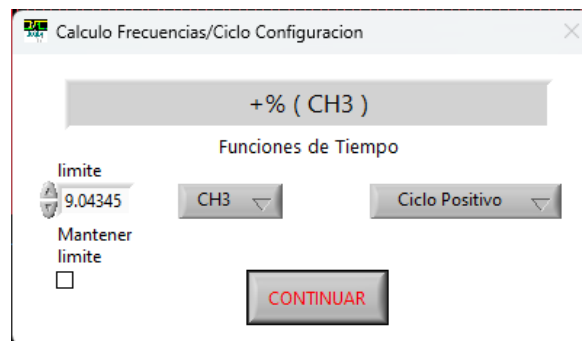 Calculo Frecuencias/Ciclo Configuracion
+% ( CH3 )
Funciones de Tiempo
limite
9.04345
CH3
Ciclo Positivo
Mantener
limite
CONTINUAR